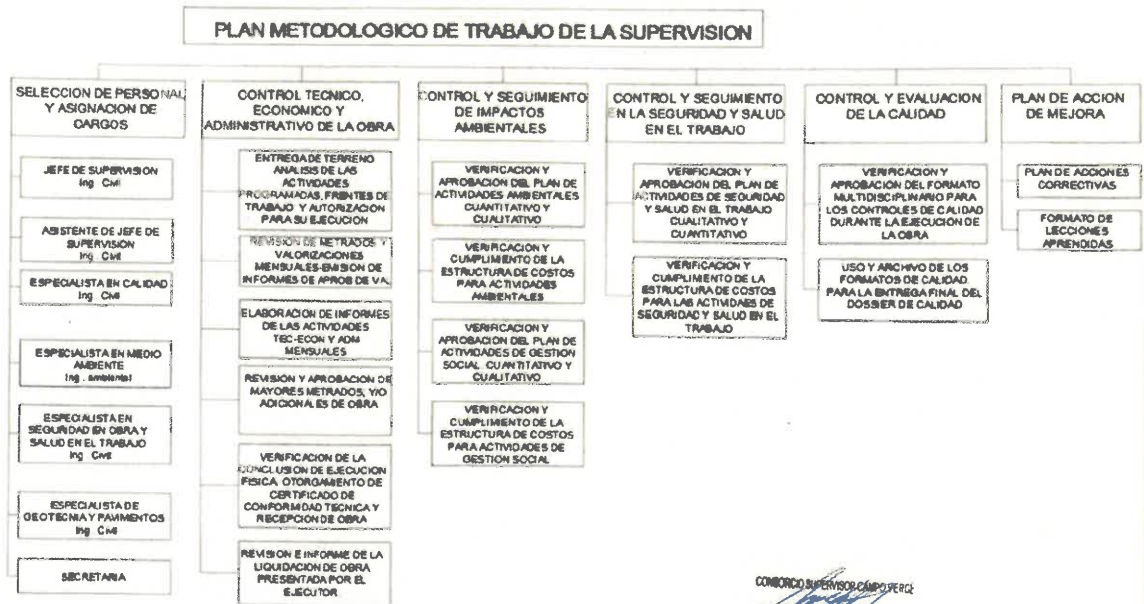 PLAN METODOLOGICO DE TRABAJO DE LA SUPERVISION
SELECCION DE PERSONAL
Y ASIGNACION DE
CARGOS
JEFE DE SUPERVISION
Ing. Civil
ASISTENTE DE JEFE DE
SUPERVISION
Ing. Civil
ESPECIALISTA EN CALIDAD
Ing. Civil
ESPECIALISTA EN MEDIO
AMBIENTE
Ing. ambiental
ESPECIALISTA EN
SEGURIDAD EN OBRA Y
SALUD EN EL TRABAJO
Ing. Civil
ESPECIALISTA DE
GEOTECNIA Y PAVIMENTOS
Ing. Civil
SECRETARIA
CONTROL TECNICO,
ECONOMICO Y
ADMINISTRATIVO DE LA OBRA
ENTREGA DE TERRENO
ANALISIS DE LAS
ACTIVIDADES
PROGRAMADAS, FRENTES DE
TRABAJO Y AUTORIZACION
PARA SU EJECUCION
REVISION DE METRADOS Y
VALORIZACIONES
MENSUALES-EMISION DE
INFORMES DE APROB DE VAL
ELABORACION DE INFORMES
DE LAS ACTIVIDADES
TEC-ECON Y ADM
MENSUALES
REVISION Y APROBACION DE
MAYORES METRADOS, Y/O
ADICIONALES DE OBRA
VERIFICACION DE LA
CONCLUSION DE EJECUCION
FISICA, OTORGAMIENTO DE
CERTIFICADO DE
CONFORMIDAD TECNICA Y
RECEPCION DE OBRA
REVISION E INFORME DE LA
LIQUIDACION DE OBRA
PRESENTADA POR EL
EJECUTOR
CONTROL Y SEGUIMIENTO
DE IMPACTOS
AMBIENTALES
VERIFICACION Y
APROBACION DEL PLAN DE
ACTIVIDADES AMBIENTALES
CUANTITATIVO Y
CUALITATIVO
VERIFICACION Y
CUMPLIMIENTO DE LA
ESTRUCTURA DE COSTOS
PARA ACTIVIDADES
AMBIENTALES
VERIFICACION Y
APROBACION DEL PLAN DE
ACTIVIDADES DE GESTION
SOCIAL CUANTITATIVO Y
CUALITATIVO
VERIFICACION Y
CUMPLIMIENTO DE LA
ESTRUCTURA DE COSTOS
PARA ACTIVIDADES DE
GESTION SOCIAL
CONTROL Y SEGUIMIENTO
EN LA SEGURIDAD Y SALUD
EN EL TRABAJO
VERIFICACION Y
APROBACION DEL PLAN DE
ACTIVIDADES DE SEGURIDAD
Y SALUD EN EL TRABAJO
CUALITATIVO Y
CUANTITATIVO
VERIFICACION Y
CUMPLIMIENTO DE LA
ESTRUCTURA DE COSTOS
PARA LAS ACTIVIDAES DE
SEGURIDAD Y SALUD EN EL
TRABAJO
CONTROL Y EVALUACION
DE LA CALIDAD
VERIFICACION Y
APROBACION DEL FORMATO
MULTIDISCIPLINARIO PARA
LOS CONTROLES DE CALIDAD
DURANTE LA EJECUCION DE
LA OBRA
USO Y ARCHIVO DE LOS
FORMATOS DE CALIDAD
PARA LA ENTREGA FINAL DEL
DOSSIER DE CALIDAD
PLAN DE ACCION
DE MEJORA
PLAN DE ACCIONES
CORRECTIVAS
FORMATO DE
LECCIONES
APRENDIDAS
CONSORCIO SUPERVISOR CAMPO VERDE